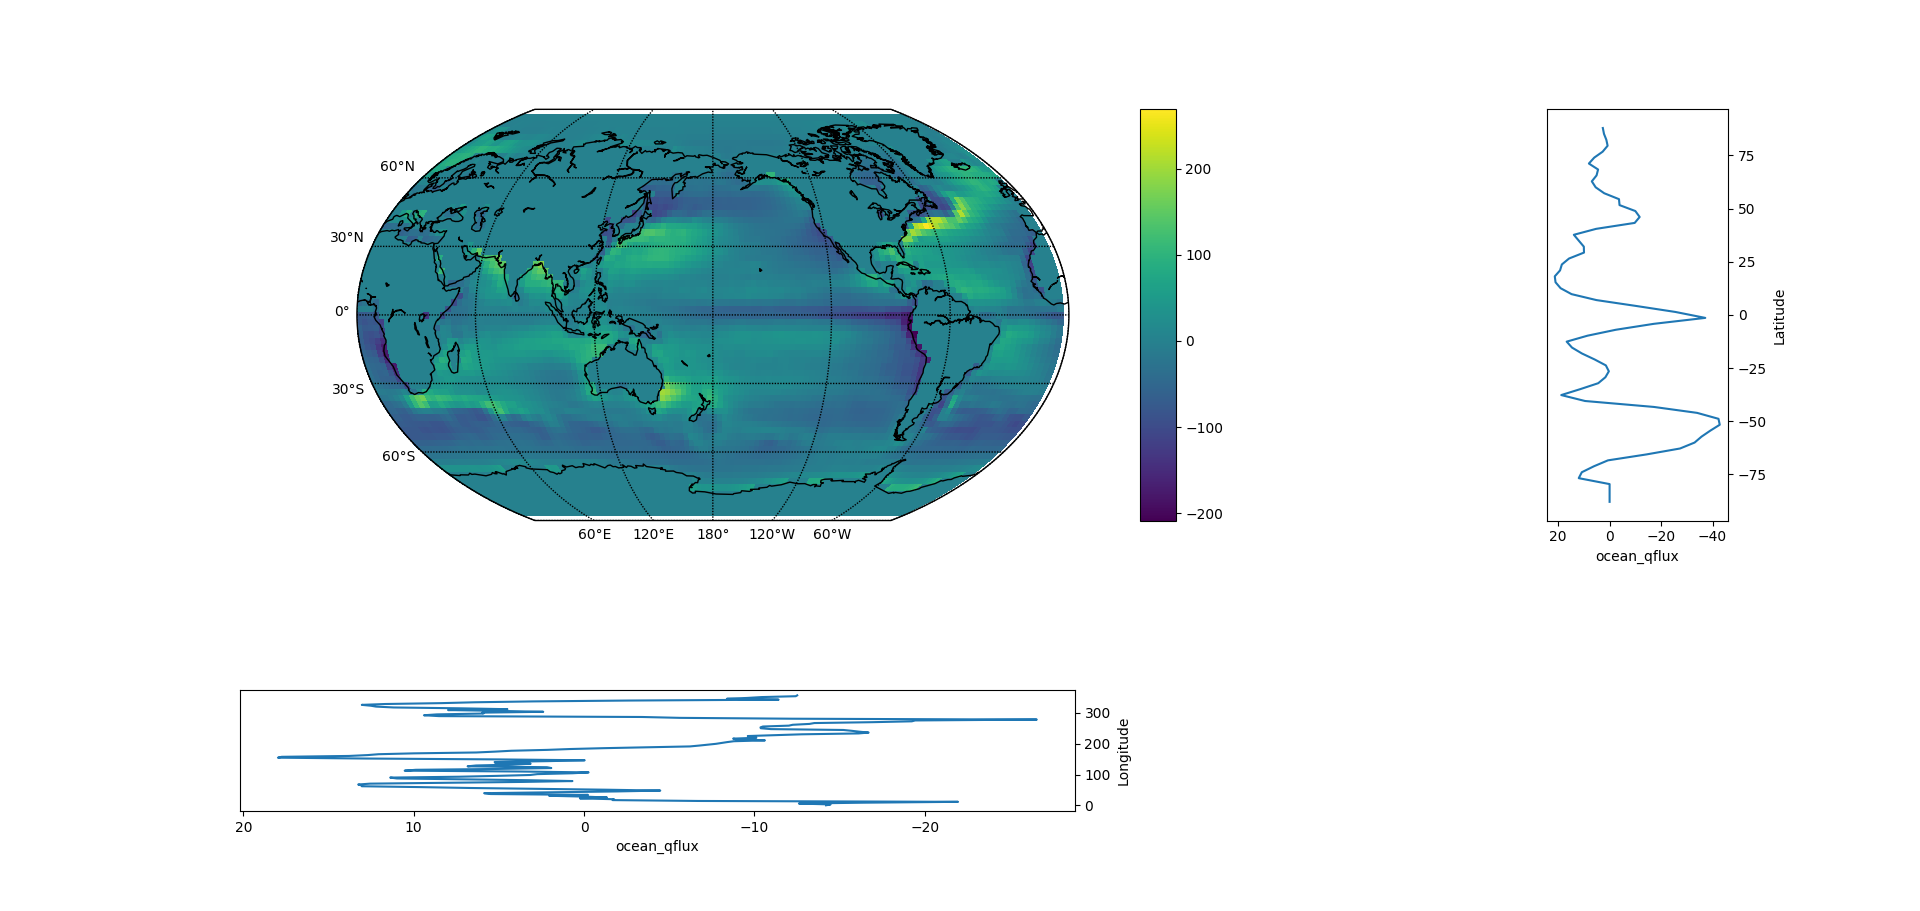 60°N
30°N
0°
30°S
60°S
60°E 120°E 180° 120°W 60°W
200
100
0
−100
−200
75
50
25
0
−25
−50
−75
Latitude
20 0 −20 −40
ocean_qflux
300
200
100
0
Longitude
20 10 0 −10 −20
ocean_qflux